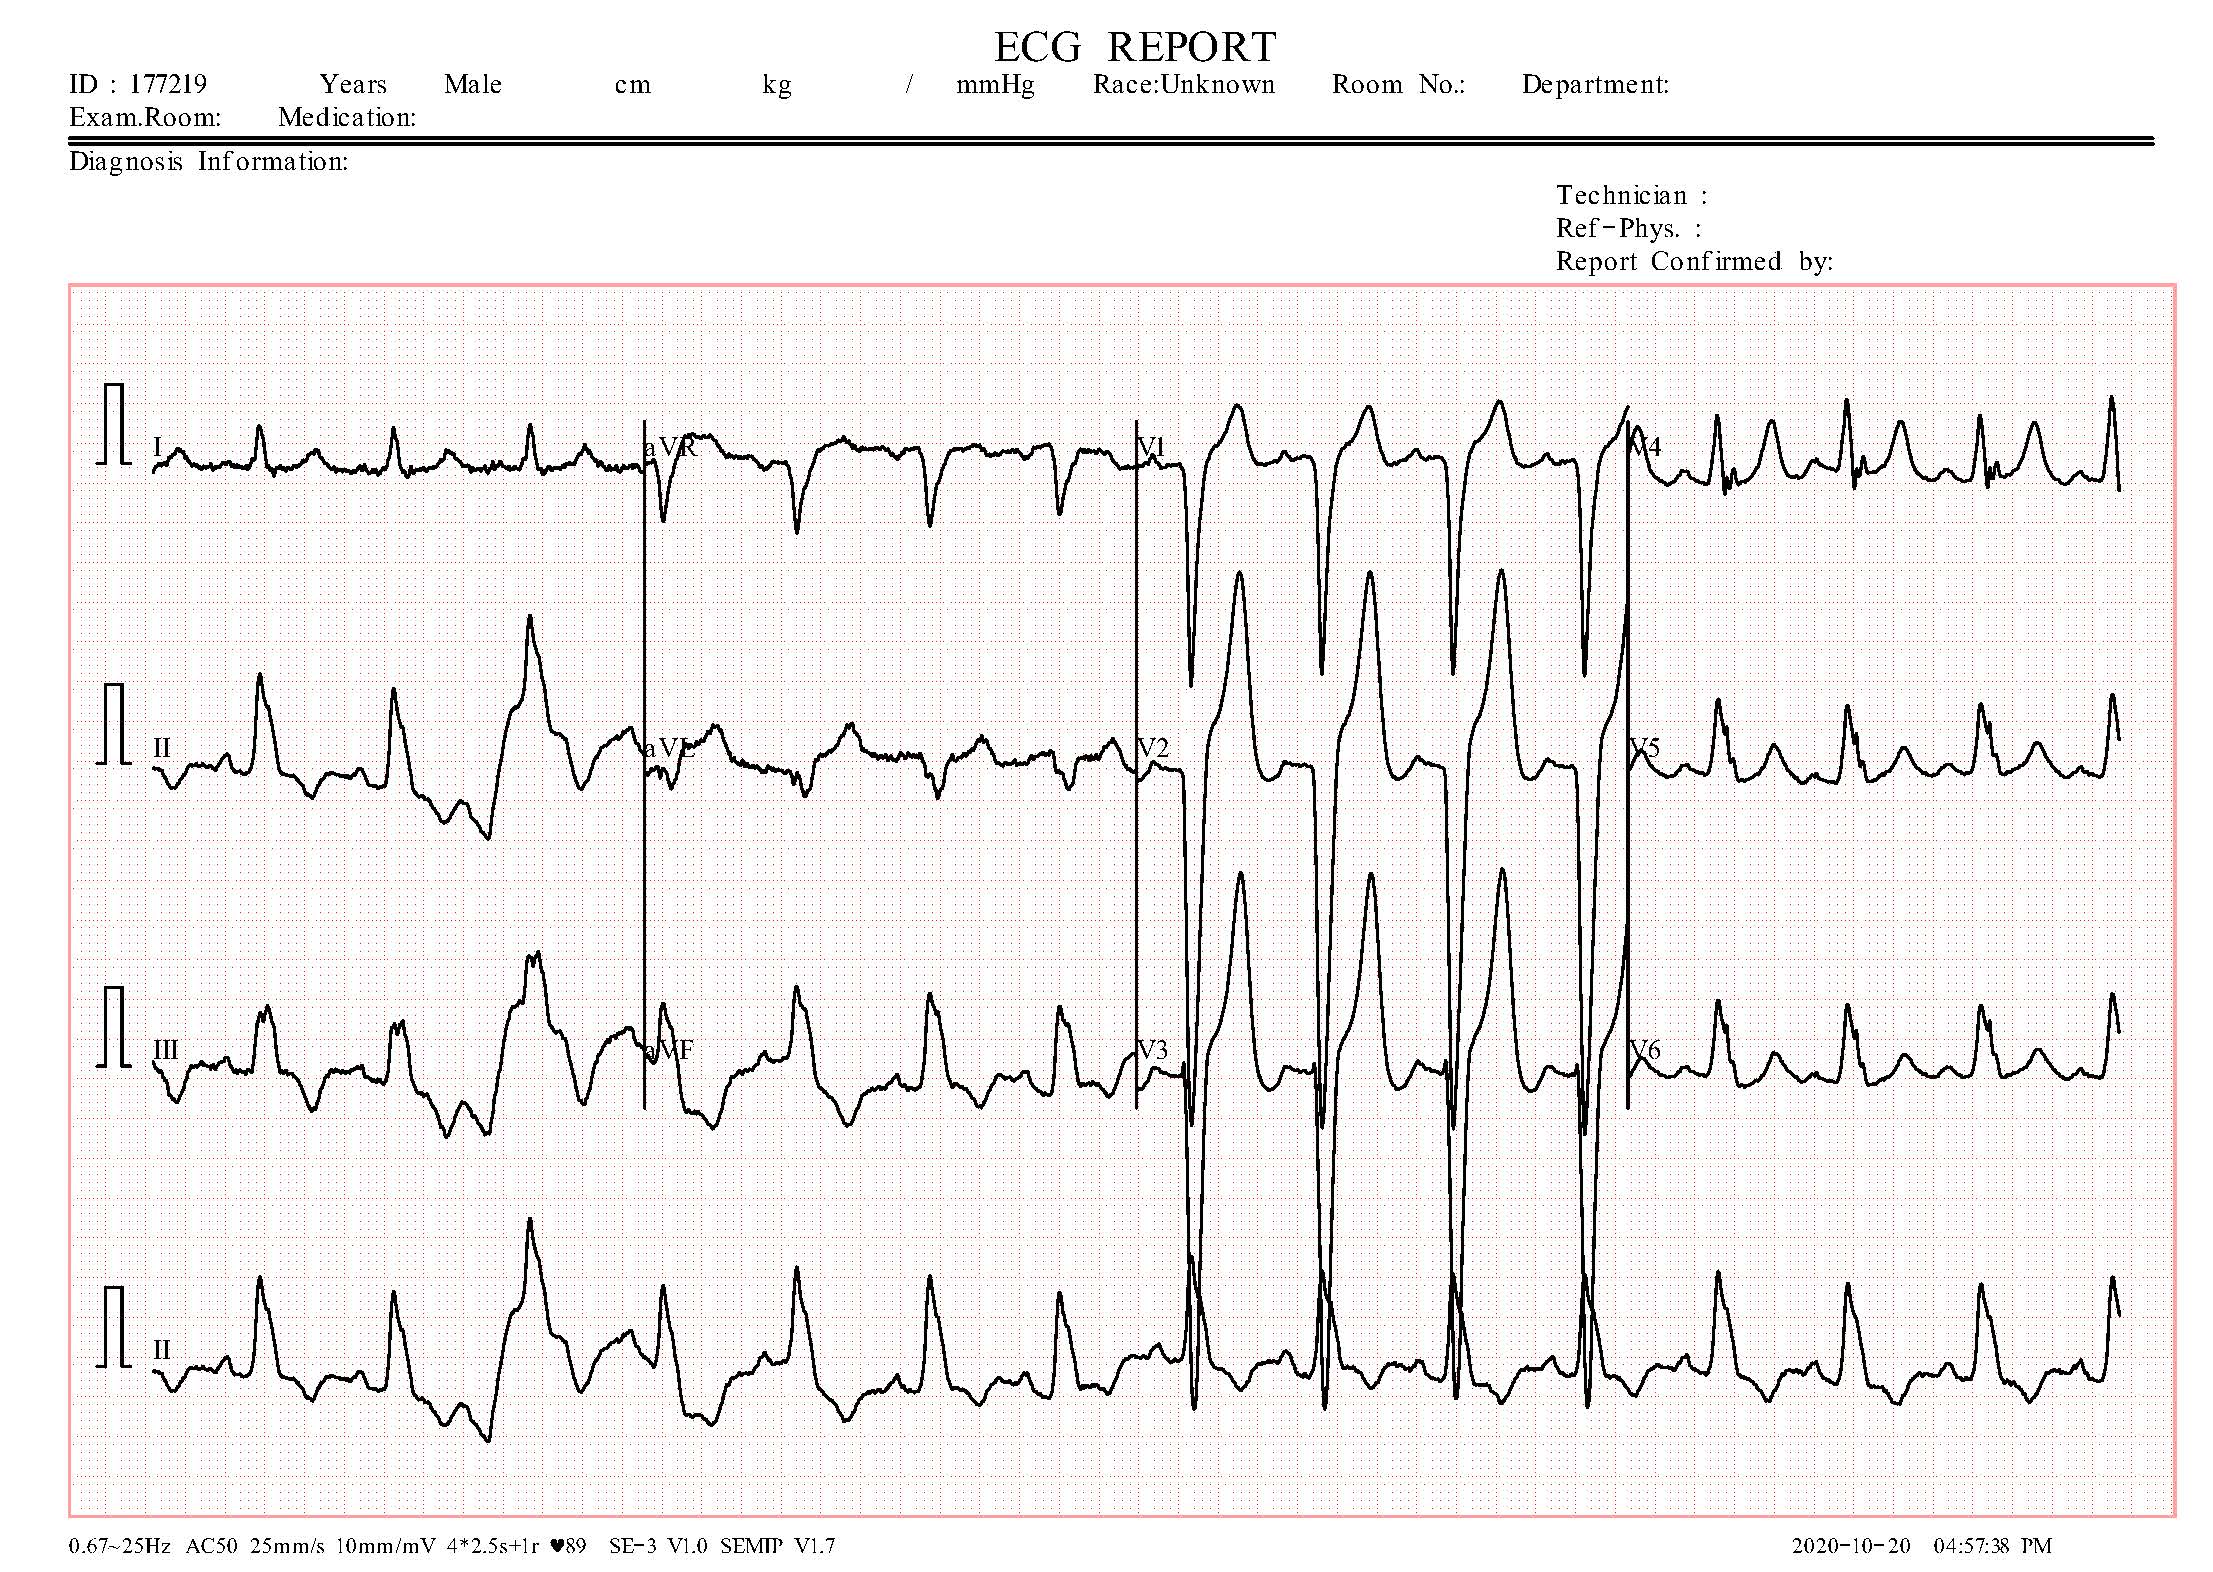 ECG REPORT
ID : 177219 Years Male cm kg / mmHg Race:Unknown Room No.: Department:
Exam.Room: Medication:
Diagnosis Information:
Technician :
Ref-Phys. :
Report Confirmed by:
I aVR V1 V4
II aVL V2 V5
III aVF V3 V6
II
0.67~25Hz AC50 25mm/s 10mm/mV 4*2.5s+1r ♥89 SE-3 V1.0 SEMIP V1.7 2020-10-20 04:57:38 PM